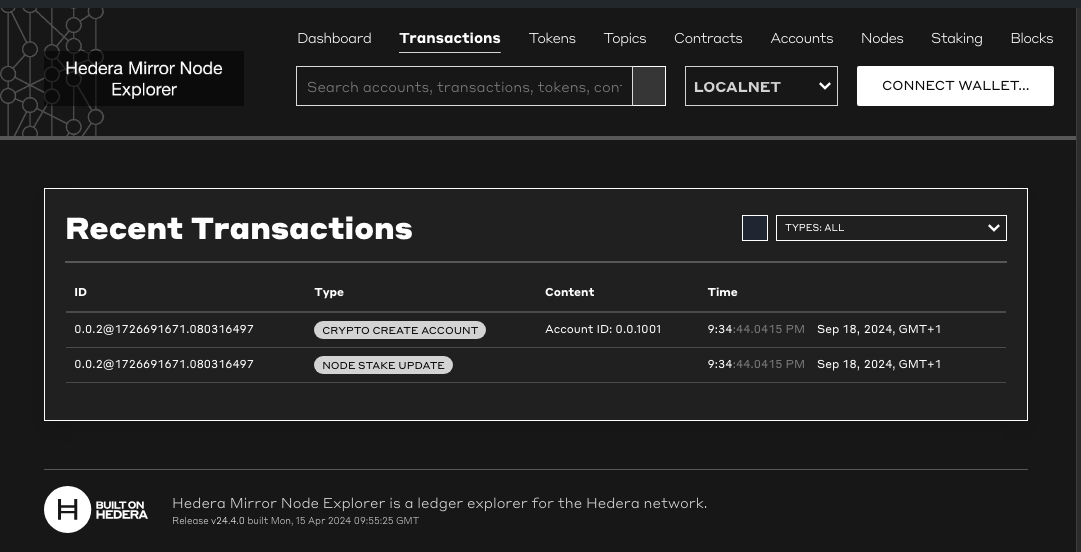 Dashboard Transactions Tokens Topics Contracts Accounts Nodes Staking Blocks
Hedera Mirror Node
Explorer
Search accounts, transactions, tokens, con
LOCALNET
CONNECT WALLET...
Recent Transactions
TYPES: ALL
ID Type Content Time
0.0.2@1726691671.080316497 CRYPTO CREATE ACCOUNT Account ID: 0.0.1001 9:34:44.0415 PM Sep 18, 2024, GMT+1
0.0.2@1726691671.080316497 NODE STAKE UPDATE 9:34:44.0415 PM Sep 18, 2024, GMT+1
H
BUILT ON
HEDERA
Hedera Mirror Node Explorer is a ledger explorer for the Hedera network.
Release v24.4.0 built Mon, 15 Apr 2024 09:55:25 GMT